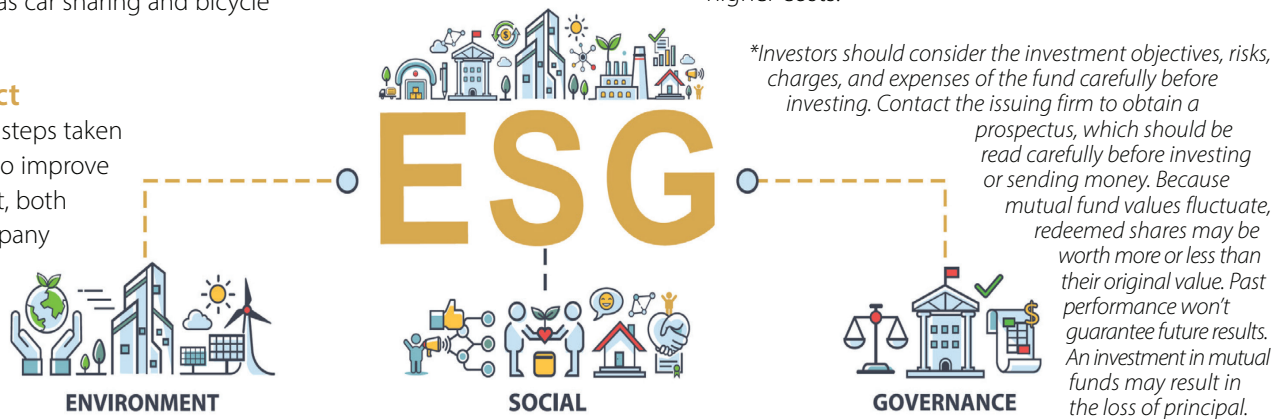 as car sharing and bicycle
ct
steps taken
o improve
t, both
pany
ESG
ENVIRONMENT
SOCIAL
GOVERNANCE
*Investors should consider the investment objectives, risks,
charges, and expenses of the fund carefully before
investing. Contact the issuing firm to obtain a
prospectus, which should be
read carefully before investing
or sending money. Because
mutual fund values fluctuate,
redeemed shares may be
worth more or less than
their original value. Past
performance won't
guarantee future results.
An investment in mutual
funds may result in
the loss of principal.